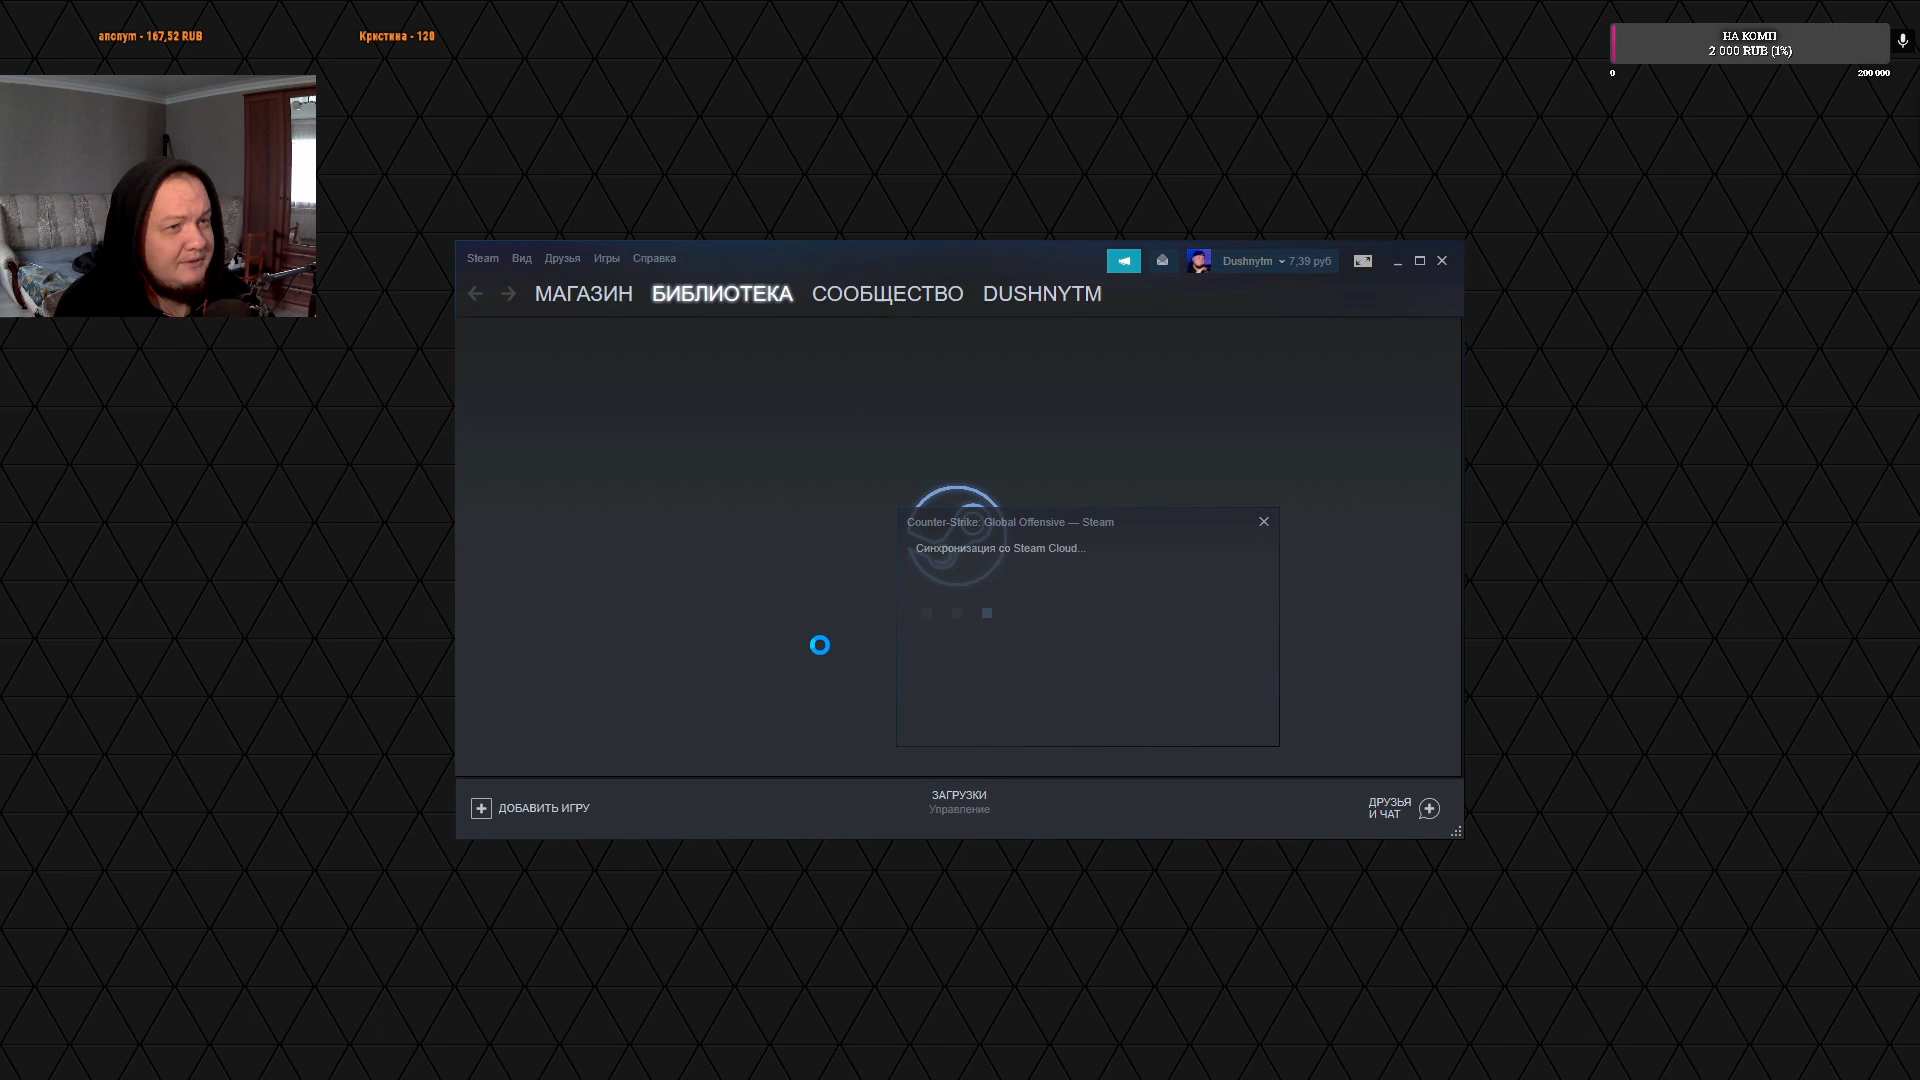 anonym - 167,52 RUB
Кристина - 120
НА КОМП
2 000 RUB (1%)
0
200 000
Steam Вид Друзья Игры Справка
Dushnytm 7,39 руб
МАГАЗИН БИБЛИОТЕКА СООБЩЕСТВО DUSHNYTM
Counter-Strike: Global Offensive — Steam
Синхронизация со Steam Cloud...
ДОБАВИТЬ ИГРУ
ЗАГРУЗКИ
Управление
ДРУЗЬЯ
И ЧАТ